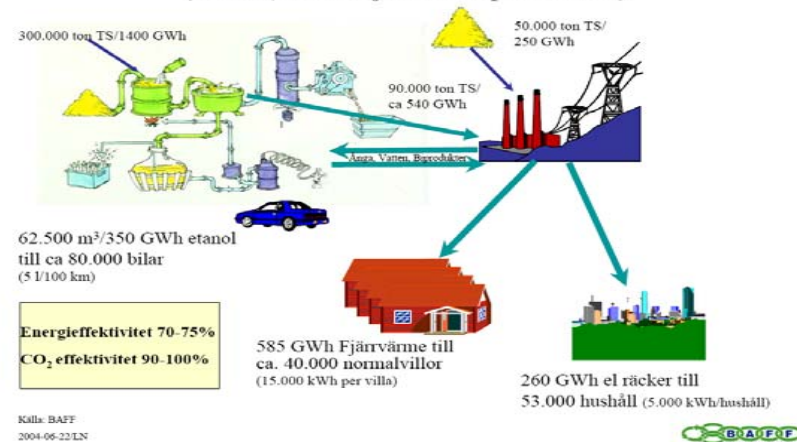 300.000 ton TS/1400 GWh
50.000 ton TS/
250 GWh
90.000 ton TS/
ca 540 GWh
Ånga, Vatten, Biprodukter
62.500 m³/350 GWh etanol
till ca 80.000 bilar
(5 l/100 km)
Energieffektivitet 70-75%
CO₂ effektivitet 90-100%
585 GWh Fjärrvärme till
ca. 40.000 normalvillor
(15.000 kWh per villa)
260 GWh el räcker till
53.000 hushåll (5.000 kWh/hushåll)
Källa: BAFF
2004-06-22/LN
BAFF